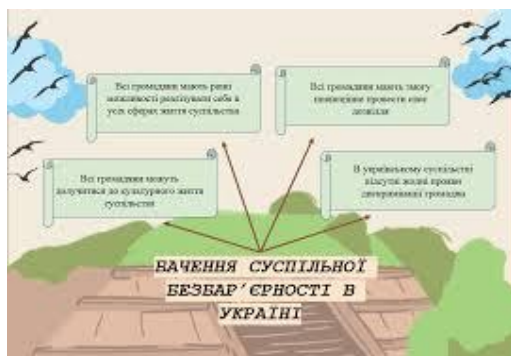 Всі громадяни мають рівні
можливості реалізувати себе в
усіх сферах життя суспільства
Всі громадяни мають змогу
повноцінно провести своє
дозвілля
Всі громадяни можуть
долучитися до культурного життя
суспільства
В українському суспільстві
відсутні жодні прояви
дискримінації громадян
БАЧЕННЯ СУСПІЛЬНОЇ
БЕЗБАР’ЄРНОСТІ В
УКРАЇНІ